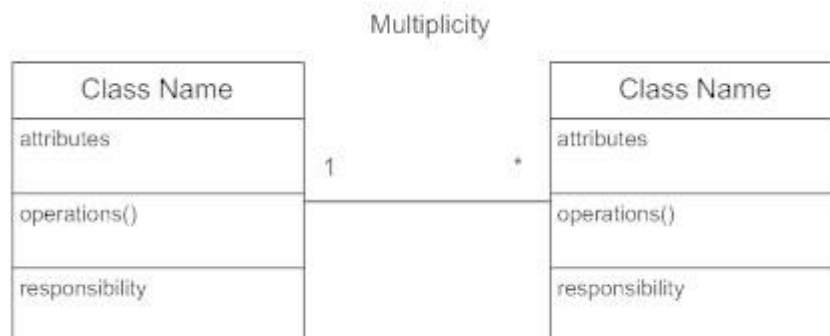 Multiplicity
Class Name
attributes
operations()
responsibility
1
*
Class Name
attributes
operations()
responsibility